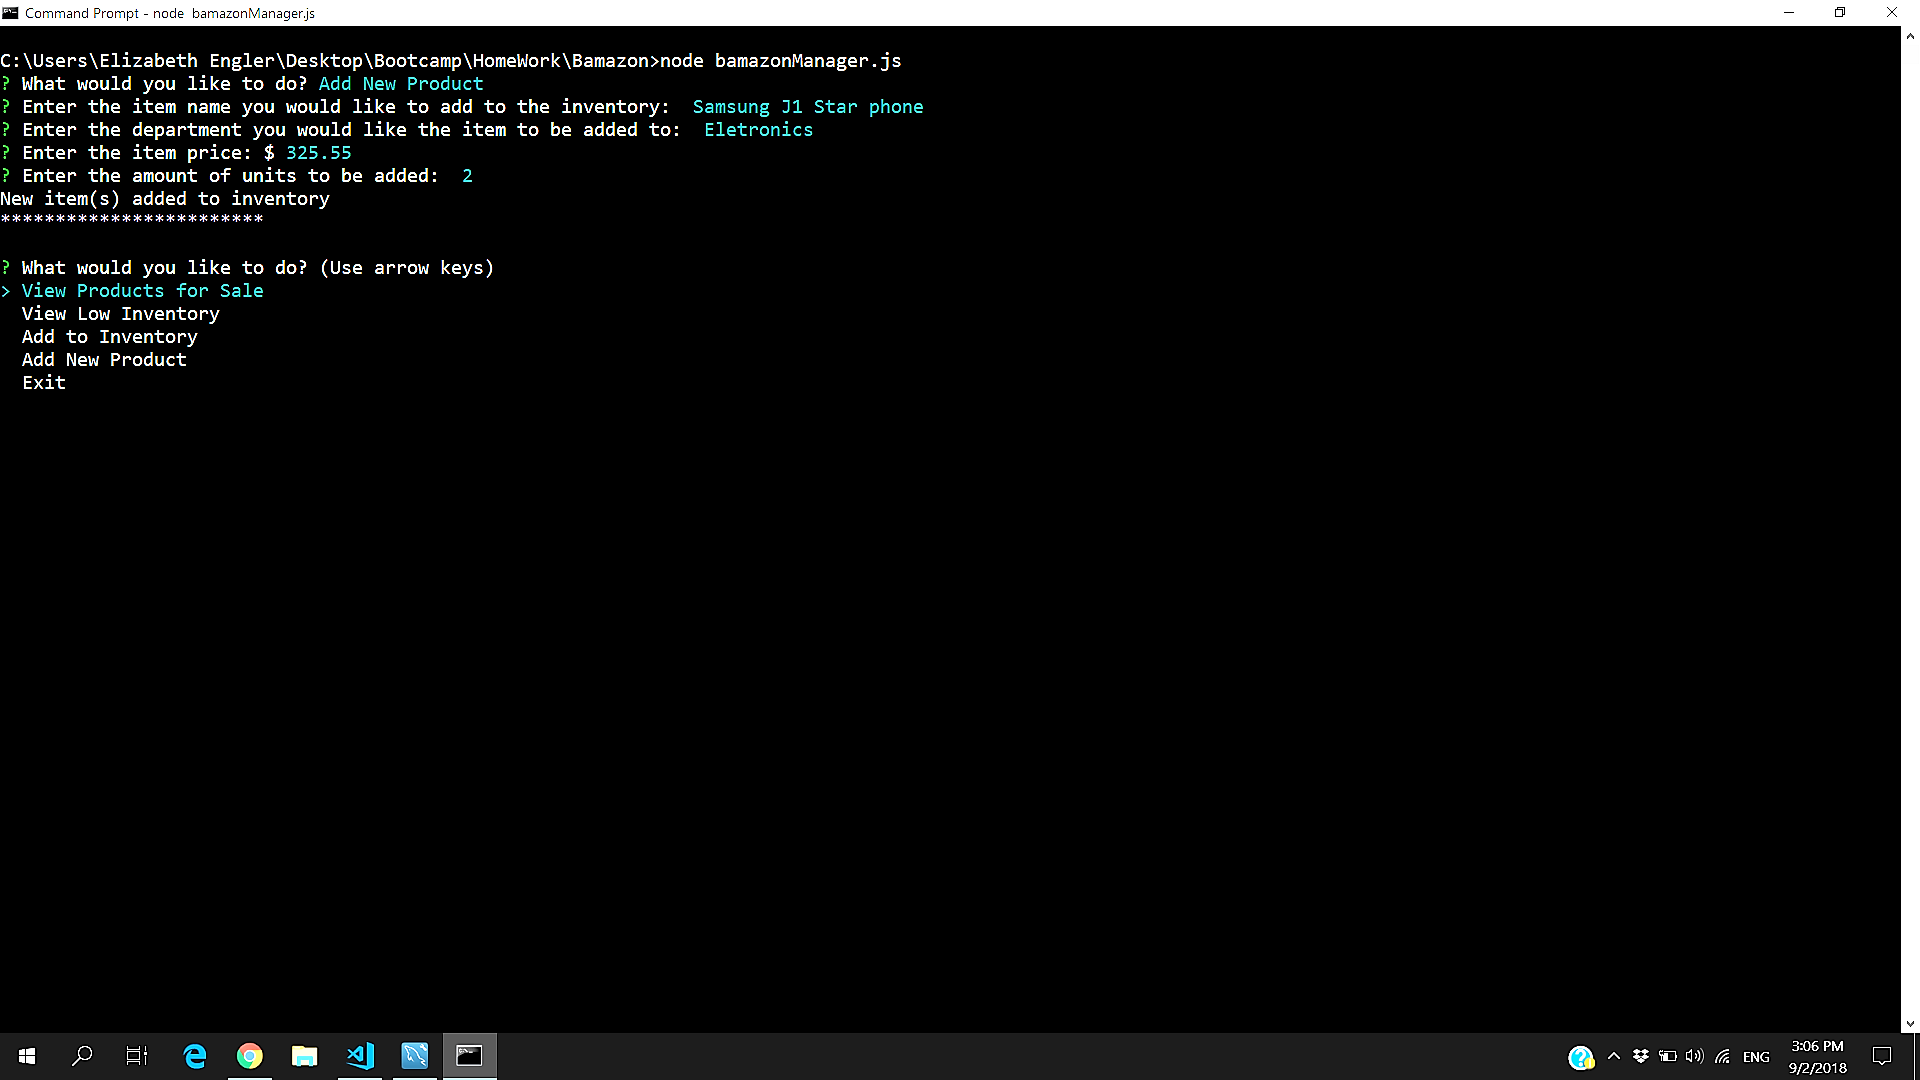 Command Prompt - node  bamazonManager.js
C:\Users\Elizabeth Engler\Desktop\Bootcamp\HomeWork\Bamazon>node bamazonManager.js
? What would you like to do? Add New Product
? Enter the item name you would like to add to the inventory:  Samsung J1 Star phone
? Enter the department you would like the item to be added to:  Eletronics
? Enter the item price: $ 325.55
? Enter the amount of units to be added:  2
New item(s) added to inventory
************************
? What would you like to do? (Use arrow keys)
> View Products for Sale
  View Low Inventory
  Add to Inventory
  Add New Product
  Exit
ENG
3:06 PM
9/2/2018